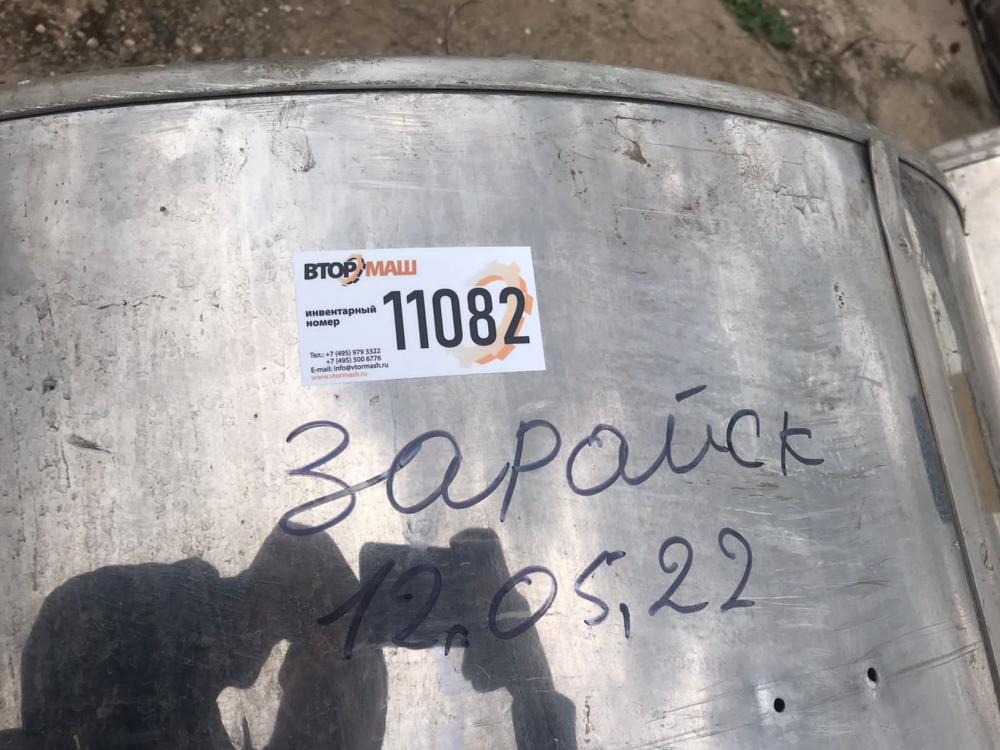 ВТОРМАШ
инвентарный
номер
11082
Тел.: +7 (495) 979 3322
+7 (495) 500 6776
E-mail: info@vtormash.ru
www.vtormash.ru
Зарайск
12,05,22